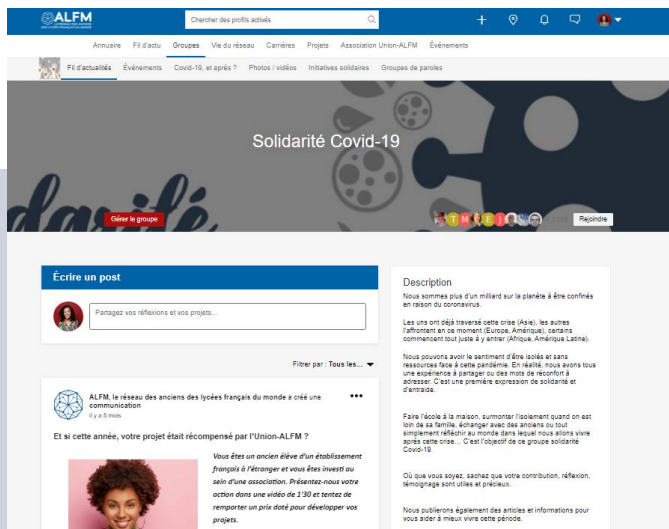 ALFM
Chercher des profils activés
Annuaire Fil d'actu Groupes Vie du réseau Carrières Projets Association Union-ALFM Événements
Fil d'actualités Événements Covid-19, et après ? Photos / vidéos Initiatives solidaires Groupes de paroles
Solidarité Covid-19
darité
Gérer le groupe
T M E j S
Rejoindre
Écrire un post
Partagez vos réflexions et vos projets...
Filtrer par : Tous les...
ALFM, le réseau des anciens des lycées français du monde a créé une
communication
il y a 5 mois
Et si cette année, votre projet était récompensé par l'Union-ALFM ?
Vous êtes un ancien élève d'un établissement
français à l'étranger et vous êtes investi au
sein d'une association. Présentez-nous votre
action dans une vidéo de 1'30 et tentez de
remporter un prix doté pour développer vos
projets.
Description
Nous sommes plus d'un milliard sur la planète à être confinés
en raison du coronavirus.
Les uns ont déjà traversé cette crise (Asie), les autres
l'affrontent en ce moment (Europe, Amérique), certains
commencent tout juste à y entrer (Afrique, Amérique Latine).
Nous pouvons avoir le sentiment d'être isolés et sans
ressources face à cette pandémie. En réalité, nous avons tous
une expérience à partager ou des mots de réconfort à
adresser. C'est une première expression de solidarité et
d'entraide.
Faire l'école à la maison, surmonter l'isolement quand on est
loin de sa famille, échanger avec des anciens ou tout
simplement réfléchir au monde dans lequel nous allons vivre
après cette crise… C'est l'objectif de ce groupe solidarité
Covid-19.
Où que vous soyez, sachez que votre contribution, réflexion,
témoignage sont utiles et précieux.
Nous publierons également des articles et informations pour
vous aider à mieux vivre cette période.